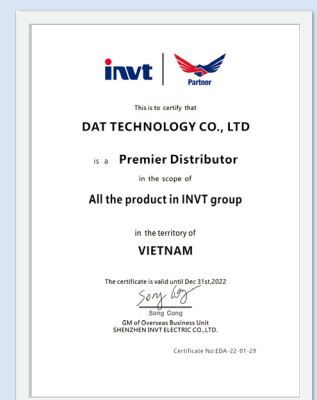 invt
Partner
This is to certify that
DAT TECHNOLOGY CO., LTD
is a Premier Distributor
in the scope of
All the product in INVT group
in the territory of
VIETNAM
The certificate is valid until Dec 31st,2022
Song Cong
Song Cong
GM of Overseas Business Unit
SHENZHEN INVT ELECTRIC CO.,LTD.
Certificate No:EDA-22-01-29